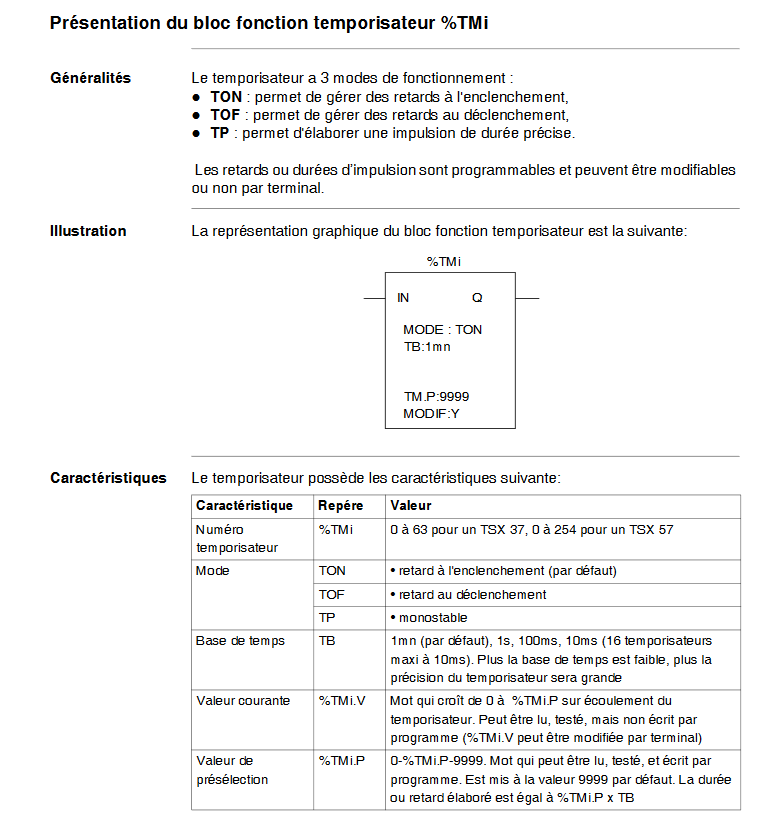 Présentation du bloc fonction temporisateur %TMi
Généralités
Le temporisateur a 3 modes de fonctionnement :
● TON : permet de gérer des retards à l'enclenchement,
● TOF : permet de gérer des retards au déclenchement,
● TP : permet d'élaborer une impulsion de durée précise.
Les retards ou durées d'impulsion sont programmables et peuvent être modifiables
ou non par terminal.
Illustration
La représentation graphique du bloc fonction temporisateur est la suivante:
%TMi
IN Q
MODE : TON
TB:1mn
TM.P:9999
MODIF:Y
Caractéristiques
Le temporisateur possède les caractéristiques suivante:
Caractéristique Repére Valeur
Numéro
temporisateur
%TMi
0 à 63 pour un TSX 37, 0 à 254 pour un TSX 57
Mode
TON
• retard à l'enclenchement (par défaut)
TOF
• retard au déclenchement
TP
• monostable
Base de temps
TB
1mn (par défaut), 1s, 100ms, 10ms (16 temporisateurs
maxi à 10ms). Plus la base de temps est faible, plus la
précision du temporisateur sera grande
Valeur courante
%TMi.V
Mot qui croît de 0 à %TMi.P sur écoulement du
temporisateur. Peut être lu, testé, mais non écrit par
programme (%TMi.V peut être modifiée par terminal)
Valeur de
présélection
%TMi.P
0-%TMi.P-9999. Mot qui peut être lu, testé, et écrit par
programme. Est mis à la valeur 9999 par défaut. La durée
ou retard élaboré est égal à %TMi.P x TB